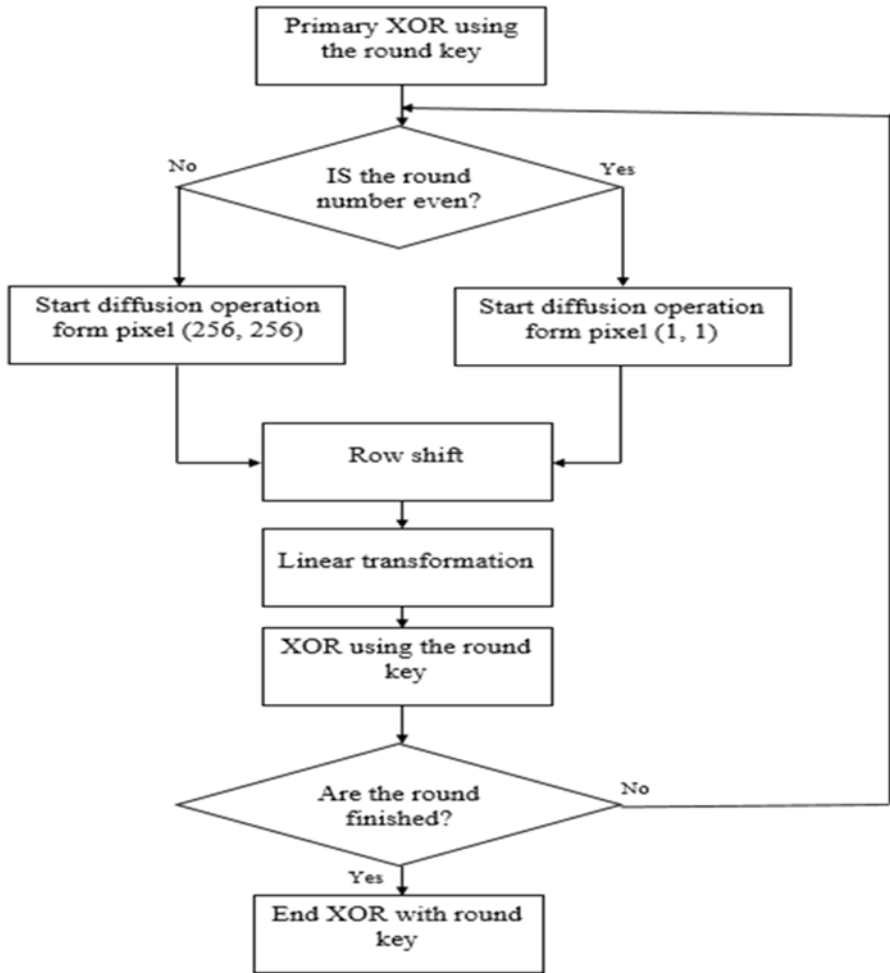 Primary XOR using
the round key
No
Yes
IS the round
number even?
Start diffusion operation
form pixel (256, 256)
Start diffusion operation
form pixel (1, 1)
Row shift
Linear transformation
XOR using the round
key
No
Are the round
finished?
Yes
End XOR with round
key